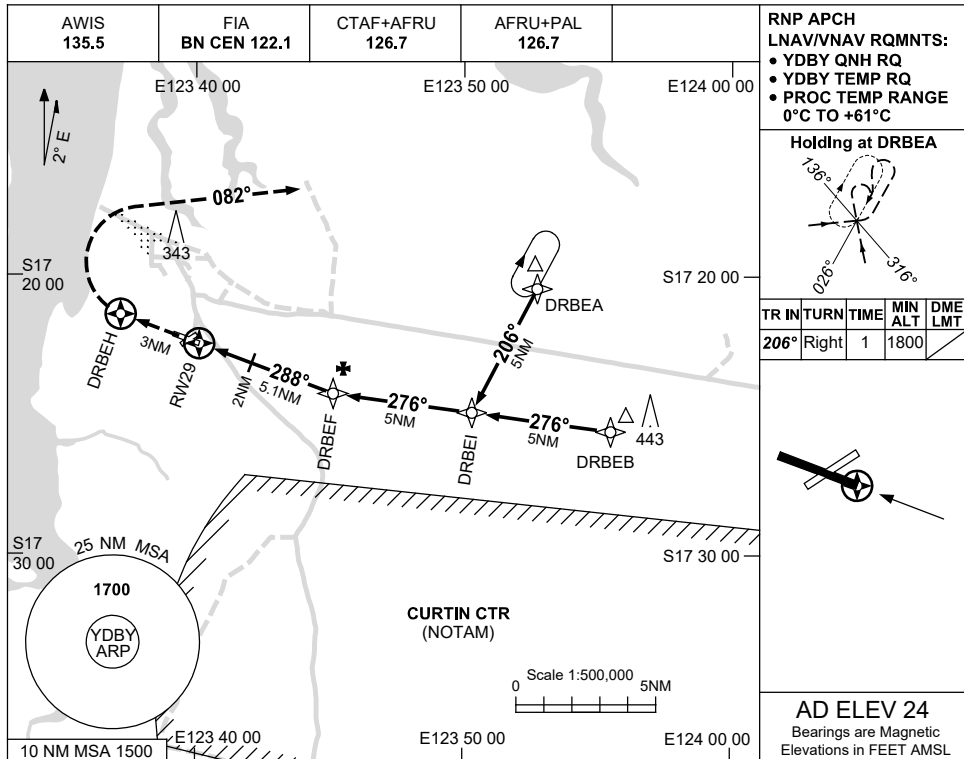 AWIS
135.5
FIA
BN CEN 122.1
CTAF+AFRU
126.7
AFRU+PAL
126.7
RNP APCH
LNAV/VNAV RQMNTS:
• YDBY QNH RQ
• YDBY TEMP RQ
• PROC TEMP RANGE
0°C TO +61°C
E123 40 00
E123 50 00
E124 00 00
2° E
082°
343
S17
20 00
S17 20 00
DRBEA
206°
5NM
DRBEH
3NM
RW29
2NM
288°
5.1NM
DRBEF
276°
5NM
DRBEI
276°
5NM
DRBEB
443
Holding at DRBEA
136°
026°
316°
TR IN
TURN
TIME
MIN
ALT
DME
LMT
206°
Right
1
1800
S17
30 00
S17 30 00
25 NM MSA
1700
YDBY
ARP
CURTIN CTR
(NOTAM)
Scale 1:500,000
0
5NM
10 NM MSA 1500
E123 40 00
E123 50 00
E124 00 00
AD ELEV 24
Bearings are Magnetic
Elevations in FEET AMSL